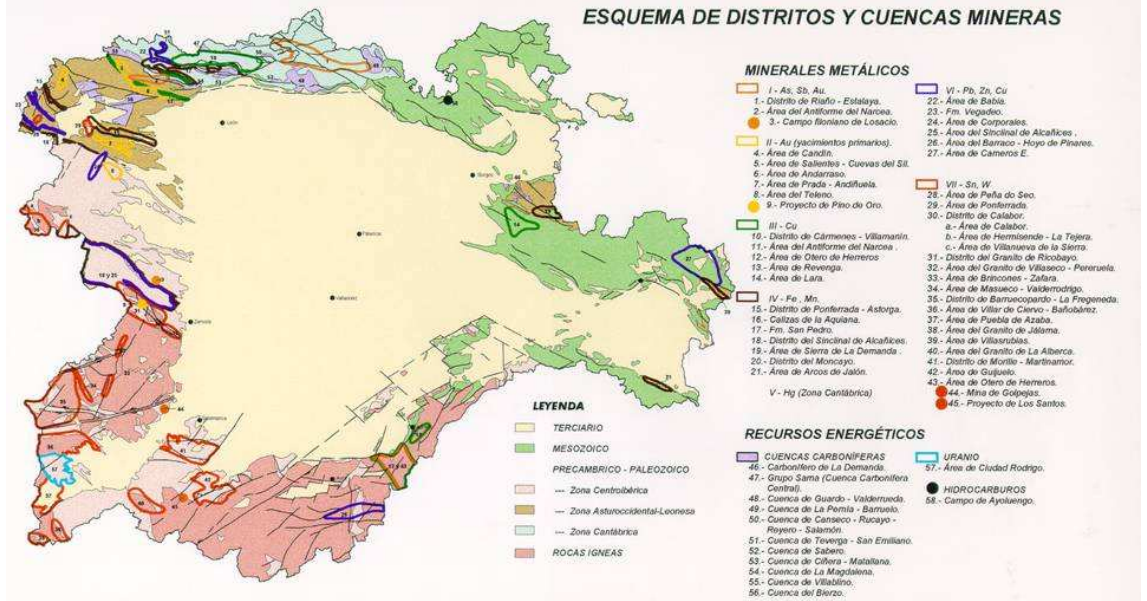 ESQUEMA DE DISTRITOS Y CUENCAS MINERAS
MINERALES METÁLICOS
I - As, Sb, Au.
1.- Distrito de Riaño - Estalaya.
2.- Área del Antiforme del Narcea.
3.- Campo filoniano de Losacio.
II - Au (yacimientos primarios).
4.- Área de Candín.
5.- Área de Salientes - Cuevas del Sil.
6.- Área de Andarraso.
7.- Área de Prada - Andiñuela.
8.- Área del Teleno.
9.- Proyecto de Pino de Oro.
III - Cu
10.- Distrito de Cármenes - Villamanín.
11.- Área del Antiforme del Narcea.
12.- Área de Otero de Herreros
13.- Área de Revenga.
14.- Área de Lara.
IV - Fe, Mn.
15.- Distrito de Ponferrada - Astorga.
16.- Calizas de la Aquiana.
17.- Fm. San Pedro.
18.- Distrito del Sinclinal de Alcañices.
19.- Área de Sierra de La Demanda.
20.- Distrito del Moncayo.
21.- Área de Arcos de Jalón.
V - Hg (Zona Cantábrica)
VI - Pb, Zn, Cu
22.- Área de Babia.
23.- Fm. Vegadeo.
24.- Área de Corporales.
25.- Área del Sinclinal de Alcañices.
26.- Área del Barraco - Hoyo de Pinares.
27.- Área de Cameros E.
VII - Sn, W
28.- Área de Peña do Seo.
29.- Área de Ponferrada.
30.- Distrito de Calabor.
a.- Área de Calabor.
b.- Área de Hermisende - La Tejera.
c.- Área de Villanueva de la Sierra.
31.- Distrito del Granito de Ricobayo.
32.- Área del Granito de Villaseco - Pereruela.
33.- Área de Brincones - Zafara.
34.- Área de Masueco - Valderrodrigo.
35.- Distrito de Barruecopardo - La Fregeneda.
36.- Área de Villar de Ciervo - Bañobárez.
37.- Área de Puebla de Azaba.
38.- Área del Granito de Jálama.
39.- Área de Villasrubias.
40.- Área del Granito de La Alberca.
41.- Distrito de Morille - Martinamor.
42.- Área de Guijuelo.
43.- Área de Otero de Herreros.
44.- Mina de Golpejas.
45.- Proyecto de Los Santos.
LEYENDA
TERCIARIO
MESOZOICO
PRECAMBRICO - PALEOZOICO
--- Zona Centroibérica
--- Zona Asturoccidental-Leonesa
--- Zona Cantábrica
ROCAS IGNEAS
RECURSOS ENERGÉTICOS
CUENCAS CARBONÍFERAS
46.- Carbonífero de La Demanda.
47.- Grupo Sama (Cuenca Carbonífera
Central).
48.- Cuenca de Guardo - Valderrueda.
49.- Cuenca de La Pernía - Barruelo.
50.- Cuenca de Canseco - Rucayo -
Reyero - Salamón.
51.- Cuenca de Teverga - San Emiliano.
52.- Cuenca de Sabero.
53.- Cuenca de Ciñera - Matallana.
54.- Cuenca de La Magdalena.
55.- Cuenca de Villablino.
56.- Cuenca del Bierzo.
URANIO
57.- Área de Ciudad Rodrigo.
HIDROCARBUROS
58.- Campo de Ayoluengo.
León
Burgos
Palencia
Valladolid
Zamora
Salamanca